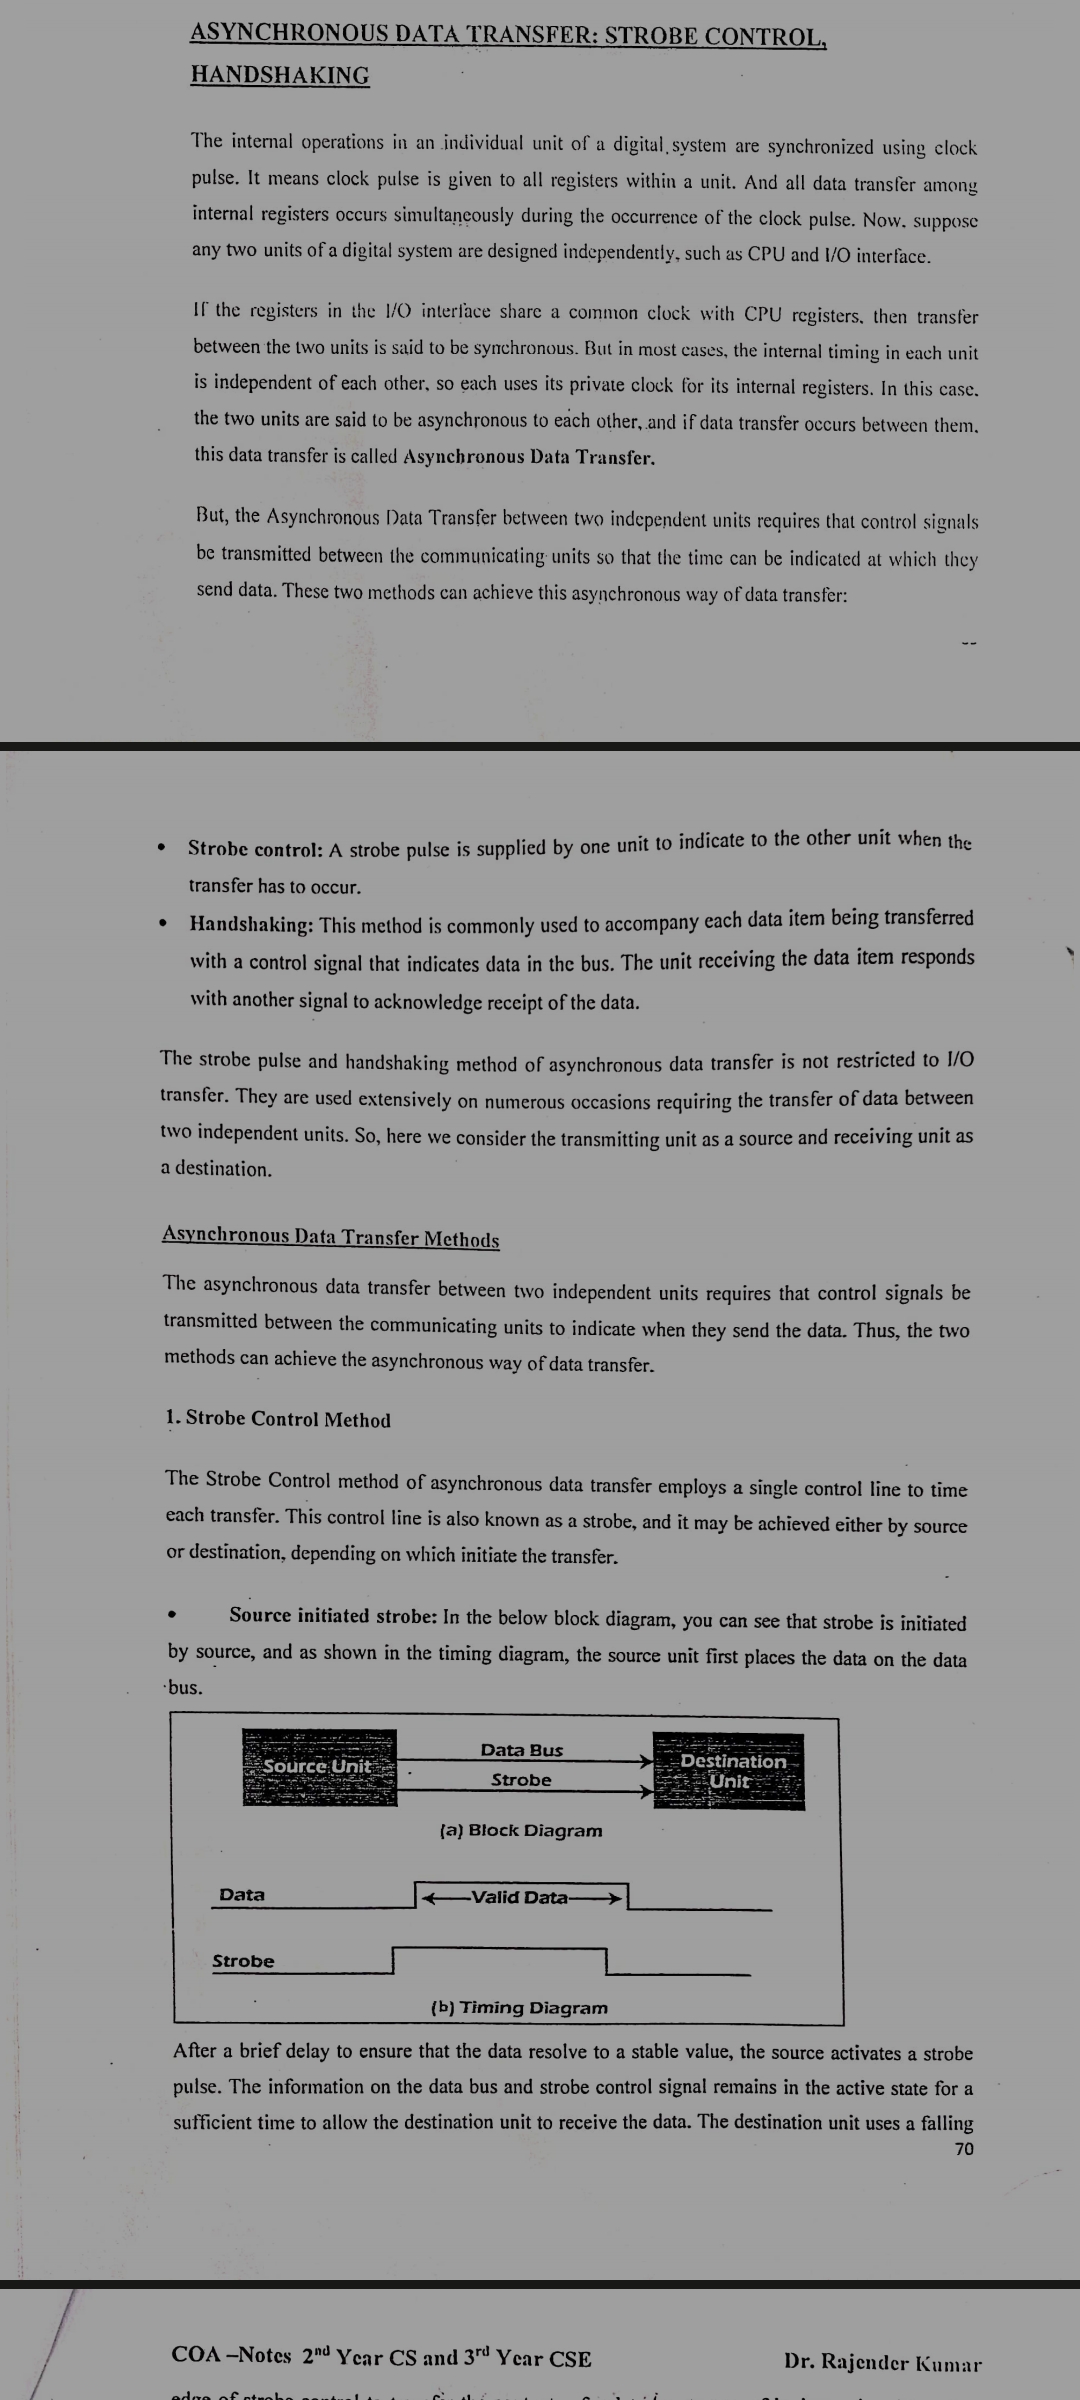 ASYNCHRONOUS DATA TRANSFER: STROBE CONTROL,
HANDSHAKING
The internal operations in an individual unit of a digital system are synchronized using clock
pulse. It means clock pulse is given to all registers within a unit. And all data transfer among
internal registers occurs simultaneously during the occurrence of the clock pulse. Now, suppose
any two units of a digital system are designed independently, such as CPU and I/O interface.
If the registers in the I/O interface share a common clock with CPU registers, then transfer
between the two units is said to be synchronous. But in most cases, the internal timing in each unit
is independent of each other, so each uses its private clock for its internal registers. In this case,
the two units are said to be asynchronous to each other, and if data transfer occurs between them,
this data transfer is called Asynchronous Data Transfer.
But, the Asynchronous Data Transfer between two independent units requires that control signals
be transmitted between the communicating units so that the time can be indicated at which they
send data. These two methods can achieve this asynchronous way of data transfer:
• Strobe control: A strobe pulse is supplied by one unit to indicate to the other unit when the
transfer has to occur.
• Handshaking: This method is commonly used to accompany each data item being transferred
with a control signal that indicates data in the bus. The unit receiving the data item responds
with another signal to acknowledge receipt of the data.
The strobe pulse and handshaking method of asynchronous data transfer is not restricted to I/O
transfer. They are used extensively on numerous occasions requiring the transfer of data between
two independent units. So, here we consider the transmitting unit as a source and receiving unit as
a destination.
Asynchronous Data Transfer Methods
The asynchronous data transfer between two independent units requires that control signals be
transmitted between the communicating units to indicate when they send the data. Thus, the two
methods can achieve the asynchronous way of data transfer.
1. Strobe Control Method
The Strobe Control method of asynchronous data transfer employs a single control line to time
each transfer. This control line is also known as a strobe, and it may be achieved either by source
or destination, depending on which initiate the transfer.
• Source initiated strobe: In the below block diagram, you can see that strobe is initiated
by source, and as shown in the timing diagram, the source unit first places the data on the data
bus.
Source Unit
Data Bus
Strobe
Destination
Unit
(a) Block Diagram
Data
Valid Data
Strobe
(b) Timing Diagram
After a brief delay to ensure that the data resolve to a stable value, the source activates a strobe
pulse. The information on the data bus and strobe control signal remains in the active state for a
sufficient time to allow the destination unit to receive the data. The destination unit uses a falling
70
COA –Notes 2nd Year CS and 3rd Year CSE Dr. Rajender Kumar